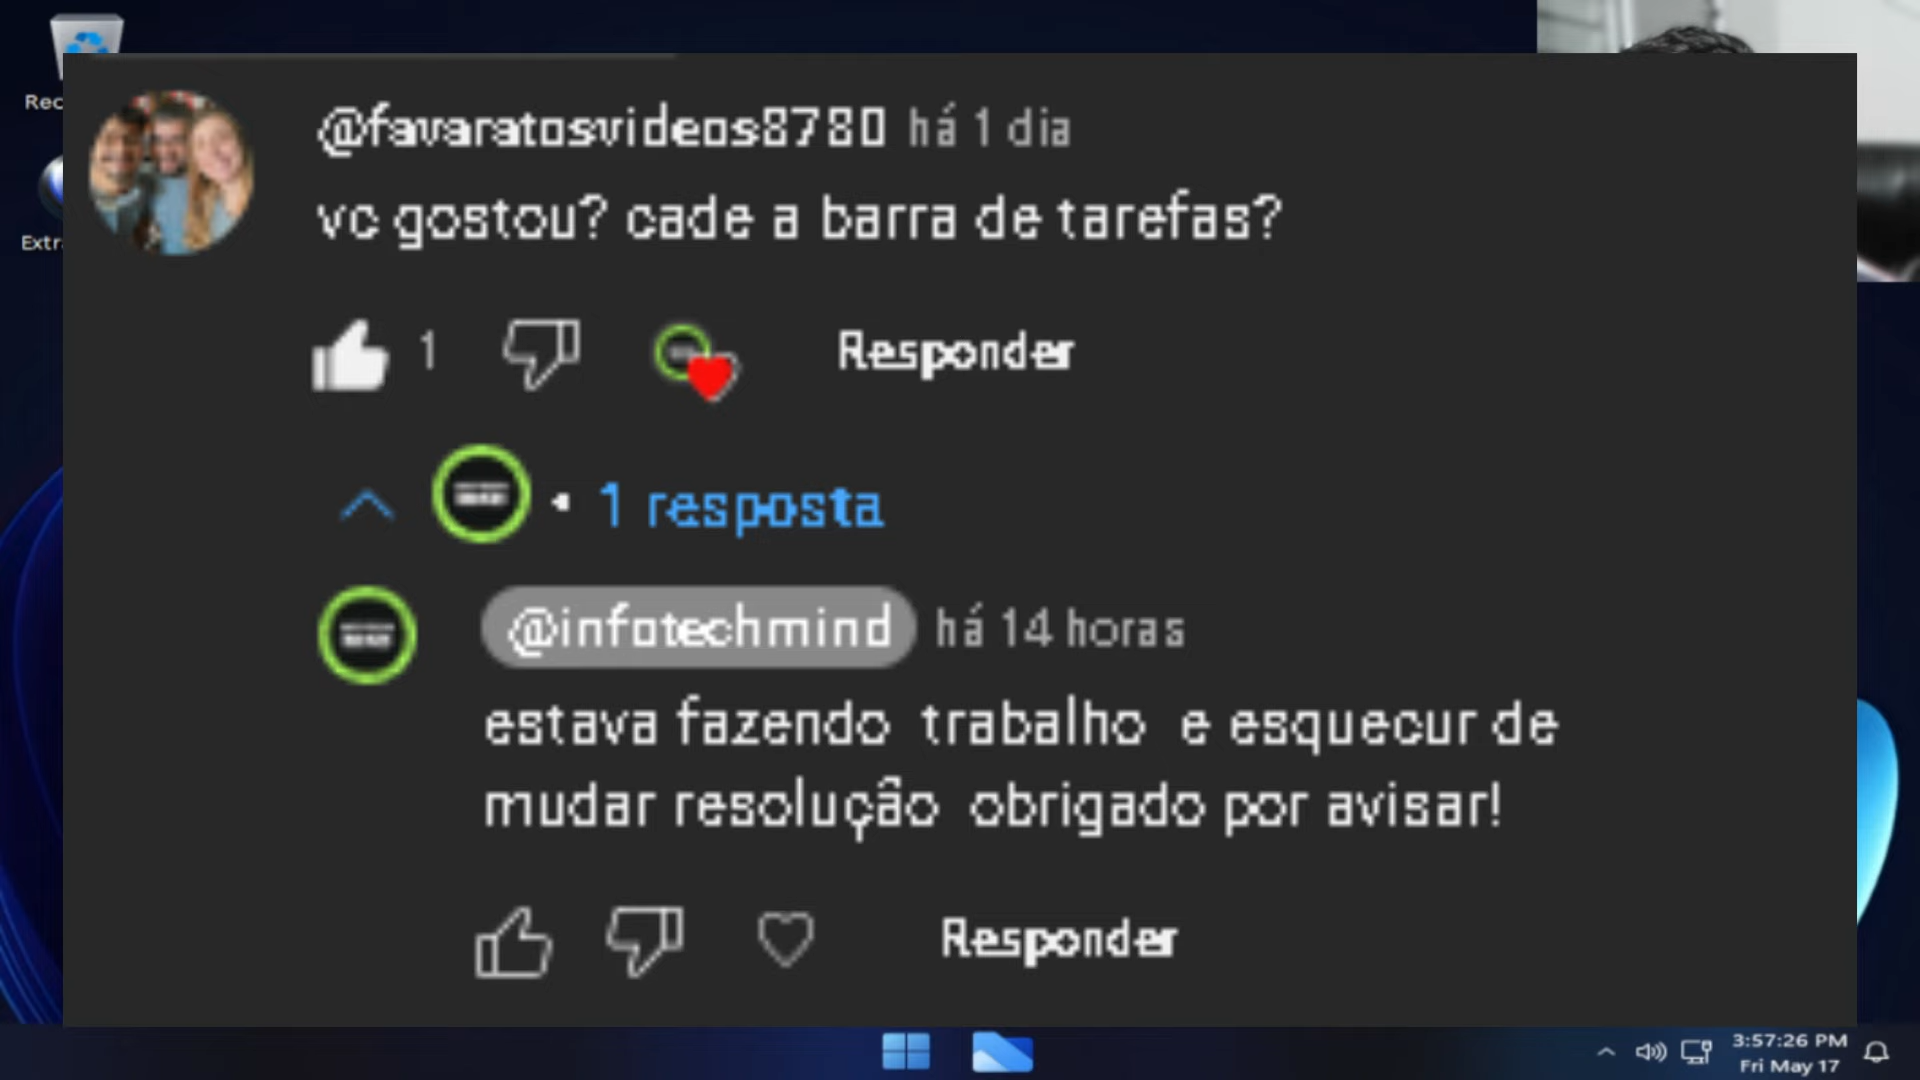 Rec
@favaratosvideos8780 há 1 dia
Extr
vc gostou? cade a barra de tarefas?
1
Responder
• 1 resposta
@infotechmind há 14 horas
estava fazendo trabalho e esquecur de
mudar resolução obrigado por avisar!
Responder
3:57:26 PM
Fri May 17